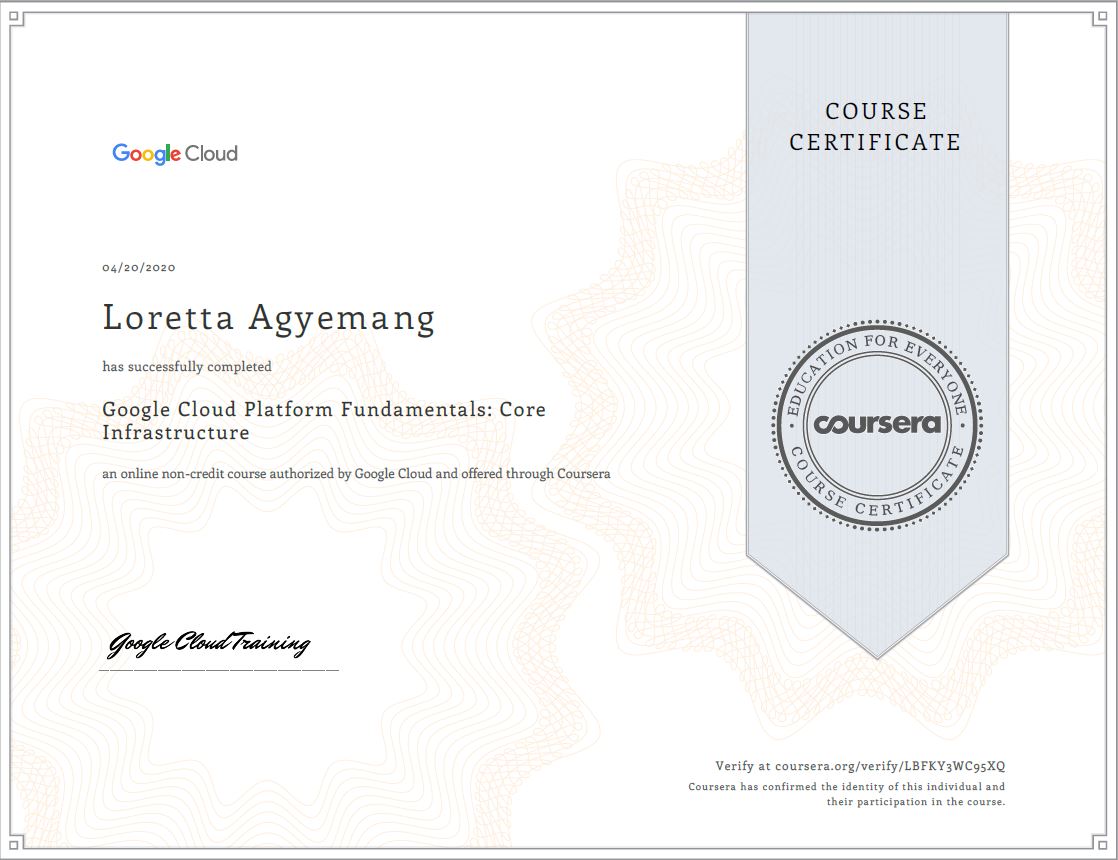 COURSE
CERTIFICATE
Google Cloud
04/20/2020
Loretta Agyemang
has successfully completed
Google Cloud Platform Fundamentals: Core
Infrastructure
an online non-credit course authorized by Google Cloud and offered through Coursera
EDUCATION FOR EVERYONE
coursera
COURSE CERTIFICATE
Google Cloud Training
Verify at coursera.org/verify/LBFKY3WC95XQ
Coursera has confirmed the identity of this individual and
their participation in the course.